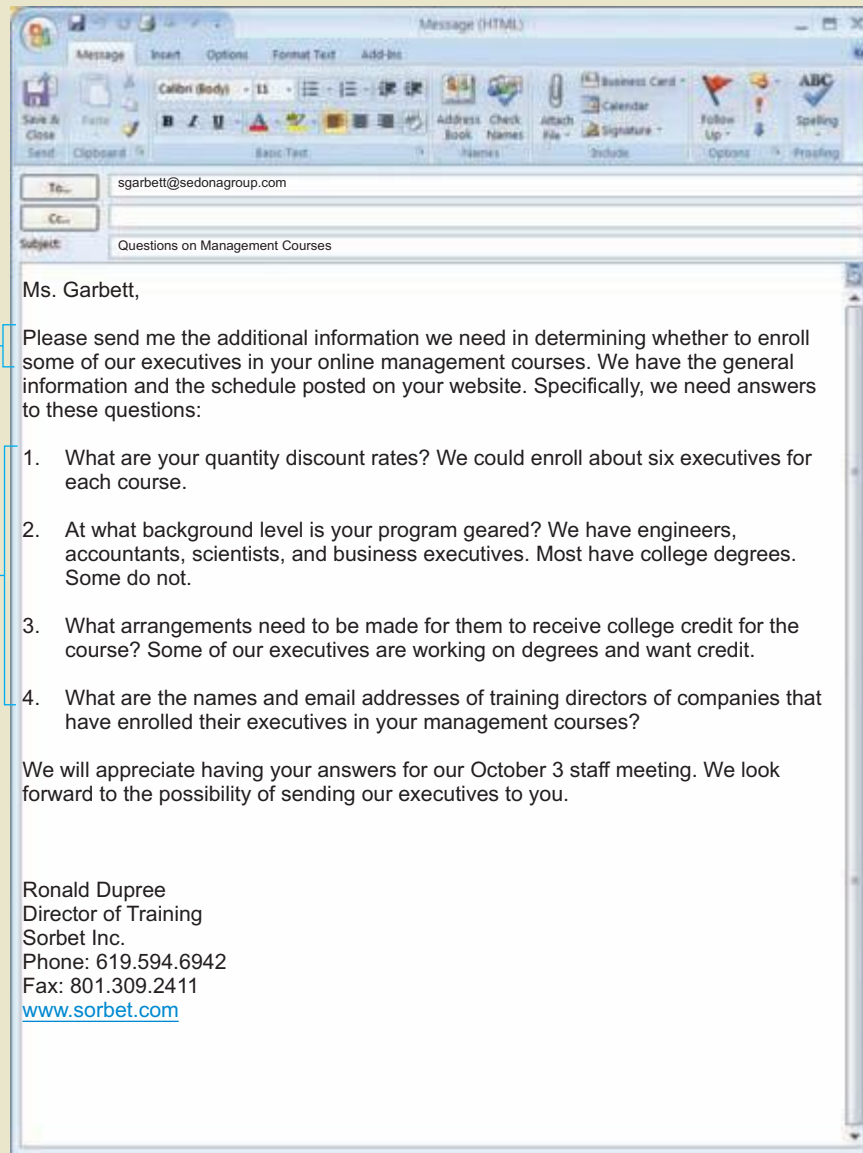 Message (HTML)
Message Insert Options Format Text Add-Ins
Calibri (Body) 11
Business Card
Calendar
Signature
ABC
Save & Close
Paste
B I U A
Address Book
Check Names
Attach File
Follow Up
Spelling
Send Clipboard Basic Text Names Include Options Proofing
To... sgarbett@sedonagroup.com
Cc...
Subject: Questions on Management Courses
Ms. Garbett,
Please send me the additional information we need in determining whether to enroll
some of our executives in your online management courses. We have the general
information and the schedule posted on your website. Specifically, we need answers
to these questions:
1. What are your quantity discount rates? We could enroll about six executives for
each course.
2. At what background level is your program geared? We have engineers,
accountants, scientists, and business executives. Most have college degrees.
Some do not.
3. What arrangements need to be made for them to receive college credit for the
course? Some of our executives are working on degrees and want credit.
4. What are the names and email addresses of training directors of companies that
have enrolled their executives in your management courses?
We will appreciate having your answers for our October 3 staff meeting. We look
forward to the possibility of sending our executives to you.
Ronald Dupree
Director of Training
Sorbet Inc.
Phone: 619.594.6942
Fax: 801.309.2411
www.sorbet.com